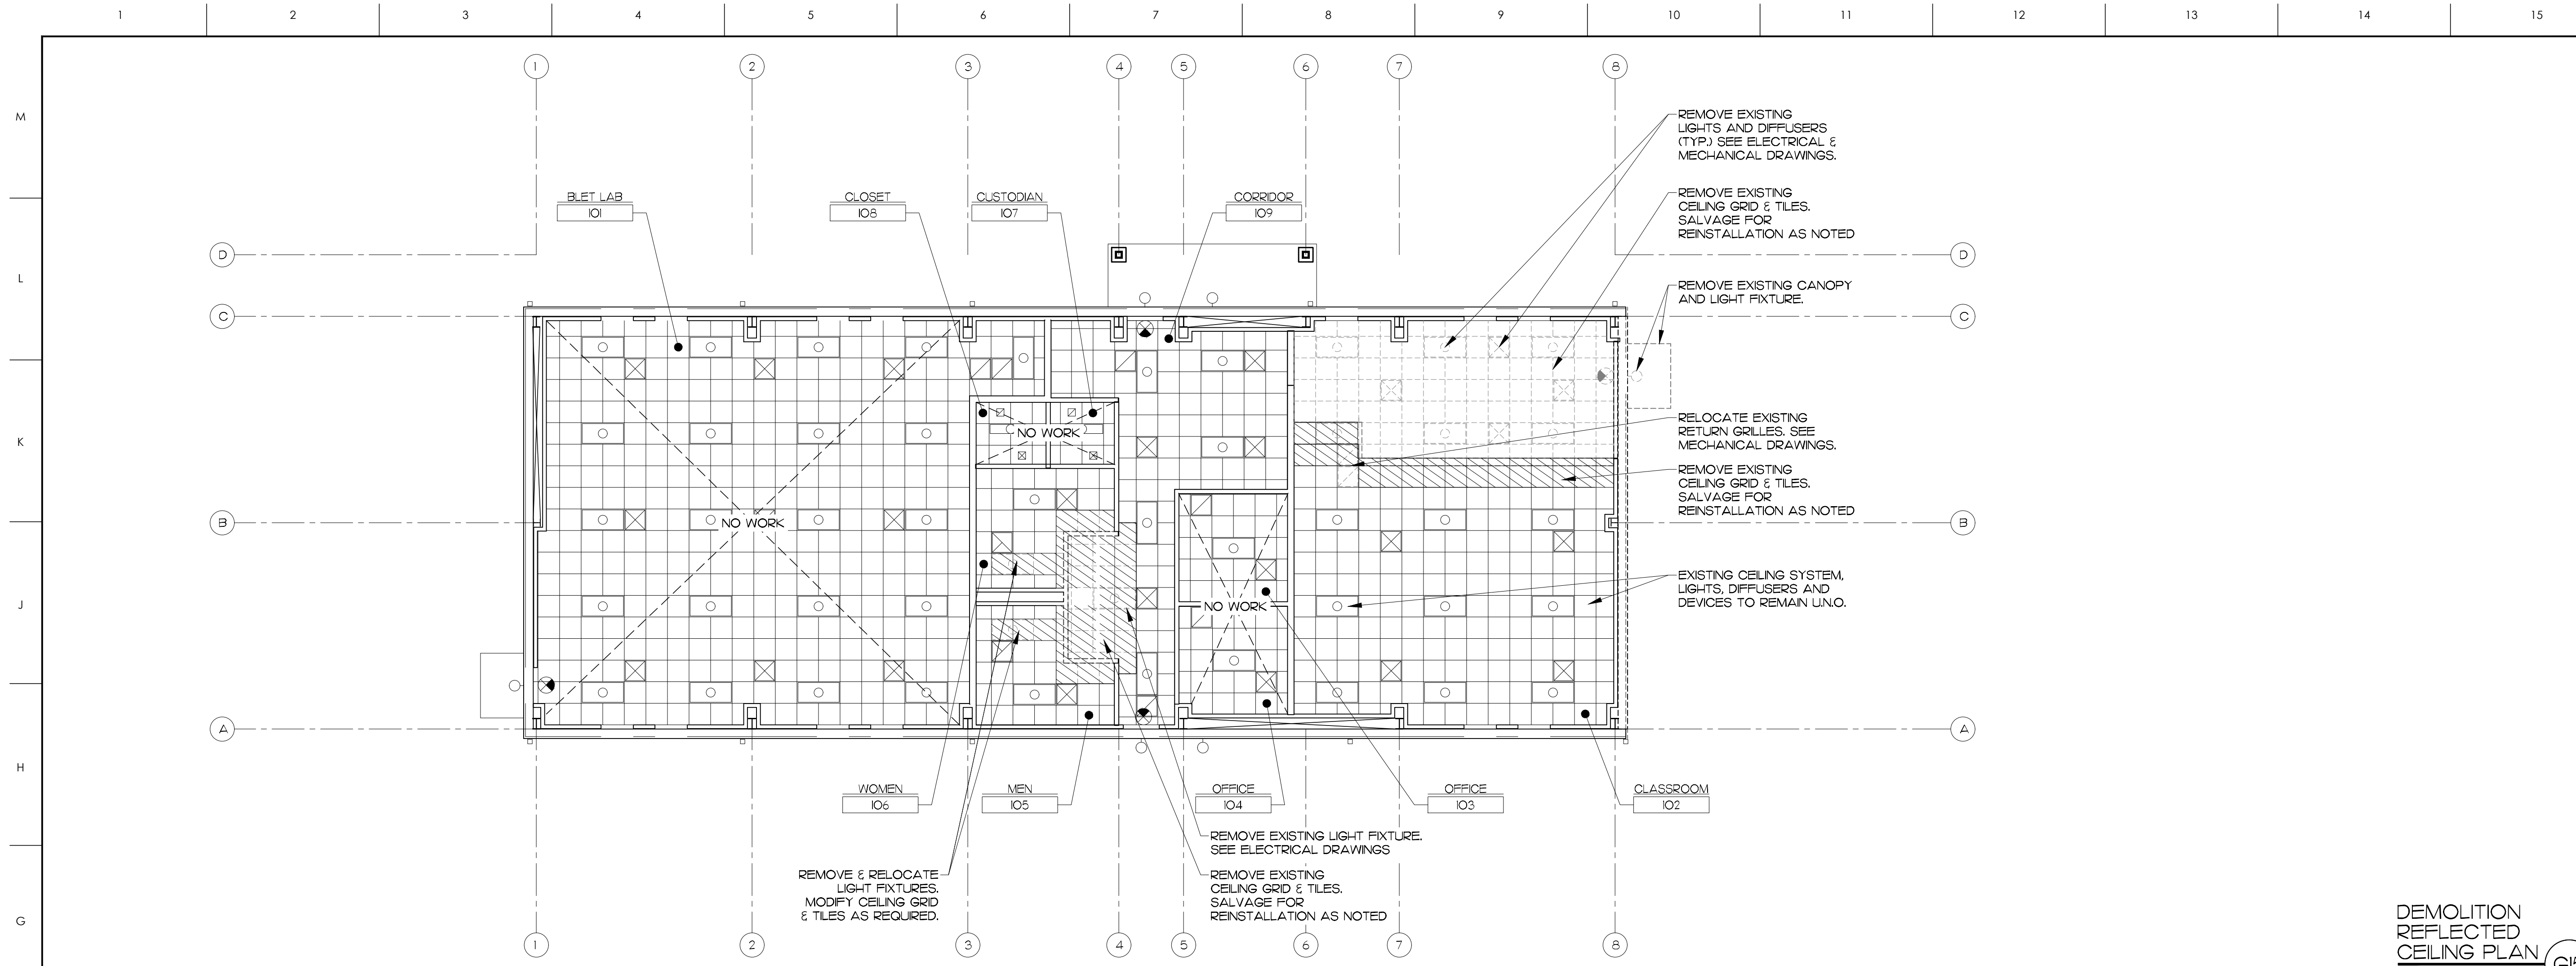 1 2 3 4 5 6 7 8 9 10 11 12 13 14 15
M
L
K
J
H
G
1 2 3 4 5 6 7 8
REMOVE EXISTING
LIGHTS AND DIFFUSERS
(TYP.) SEE ELECTRICAL &
MECHANICAL DRAWINGS.
BLET LAB
101
CLOSET
108
CUSTODIAN
107
CORRIDOR
109
REMOVE EXISTING
CEILING GRID & TILES.
SALVAGE FOR
REINSTALLATION AS NOTED
D D
REMOVE EXISTING CANOPY
AND LIGHT FIXTURE.
C C
RELOCATE EXISTING
RETURN GRILLES. SEE
MECHANICAL DRAWINGS.
NO WORK
REMOVE EXISTING
CEILING GRID & TILES.
SALVAGE FOR
REINSTALLATION AS NOTED
B B
NO WORK
EXISTING CEILING SYSTEM,
LIGHTS, DIFFUSERS AND
DEVICES TO REMAIN U.N.O.
NO WORK
A A
WOMEN
106
MEN
105
OFFICE
104
OFFICE
103
CLASSROOM
102
REMOVE EXISTING LIGHT FIXTURE.
SEE ELECTRICAL DRAWINGS
REMOVE & RELOCATE
LIGHT FIXTURES.
MODIFY CEILING GRID
& TILES AS REQUIRED.
REMOVE EXISTING
CEILING GRID & TILES.
SALVAGE FOR
REINSTALLATION AS NOTED
1 2 3 4 5 6 7 8
DEMOLITION
REFLECTED
CEILING PLAN